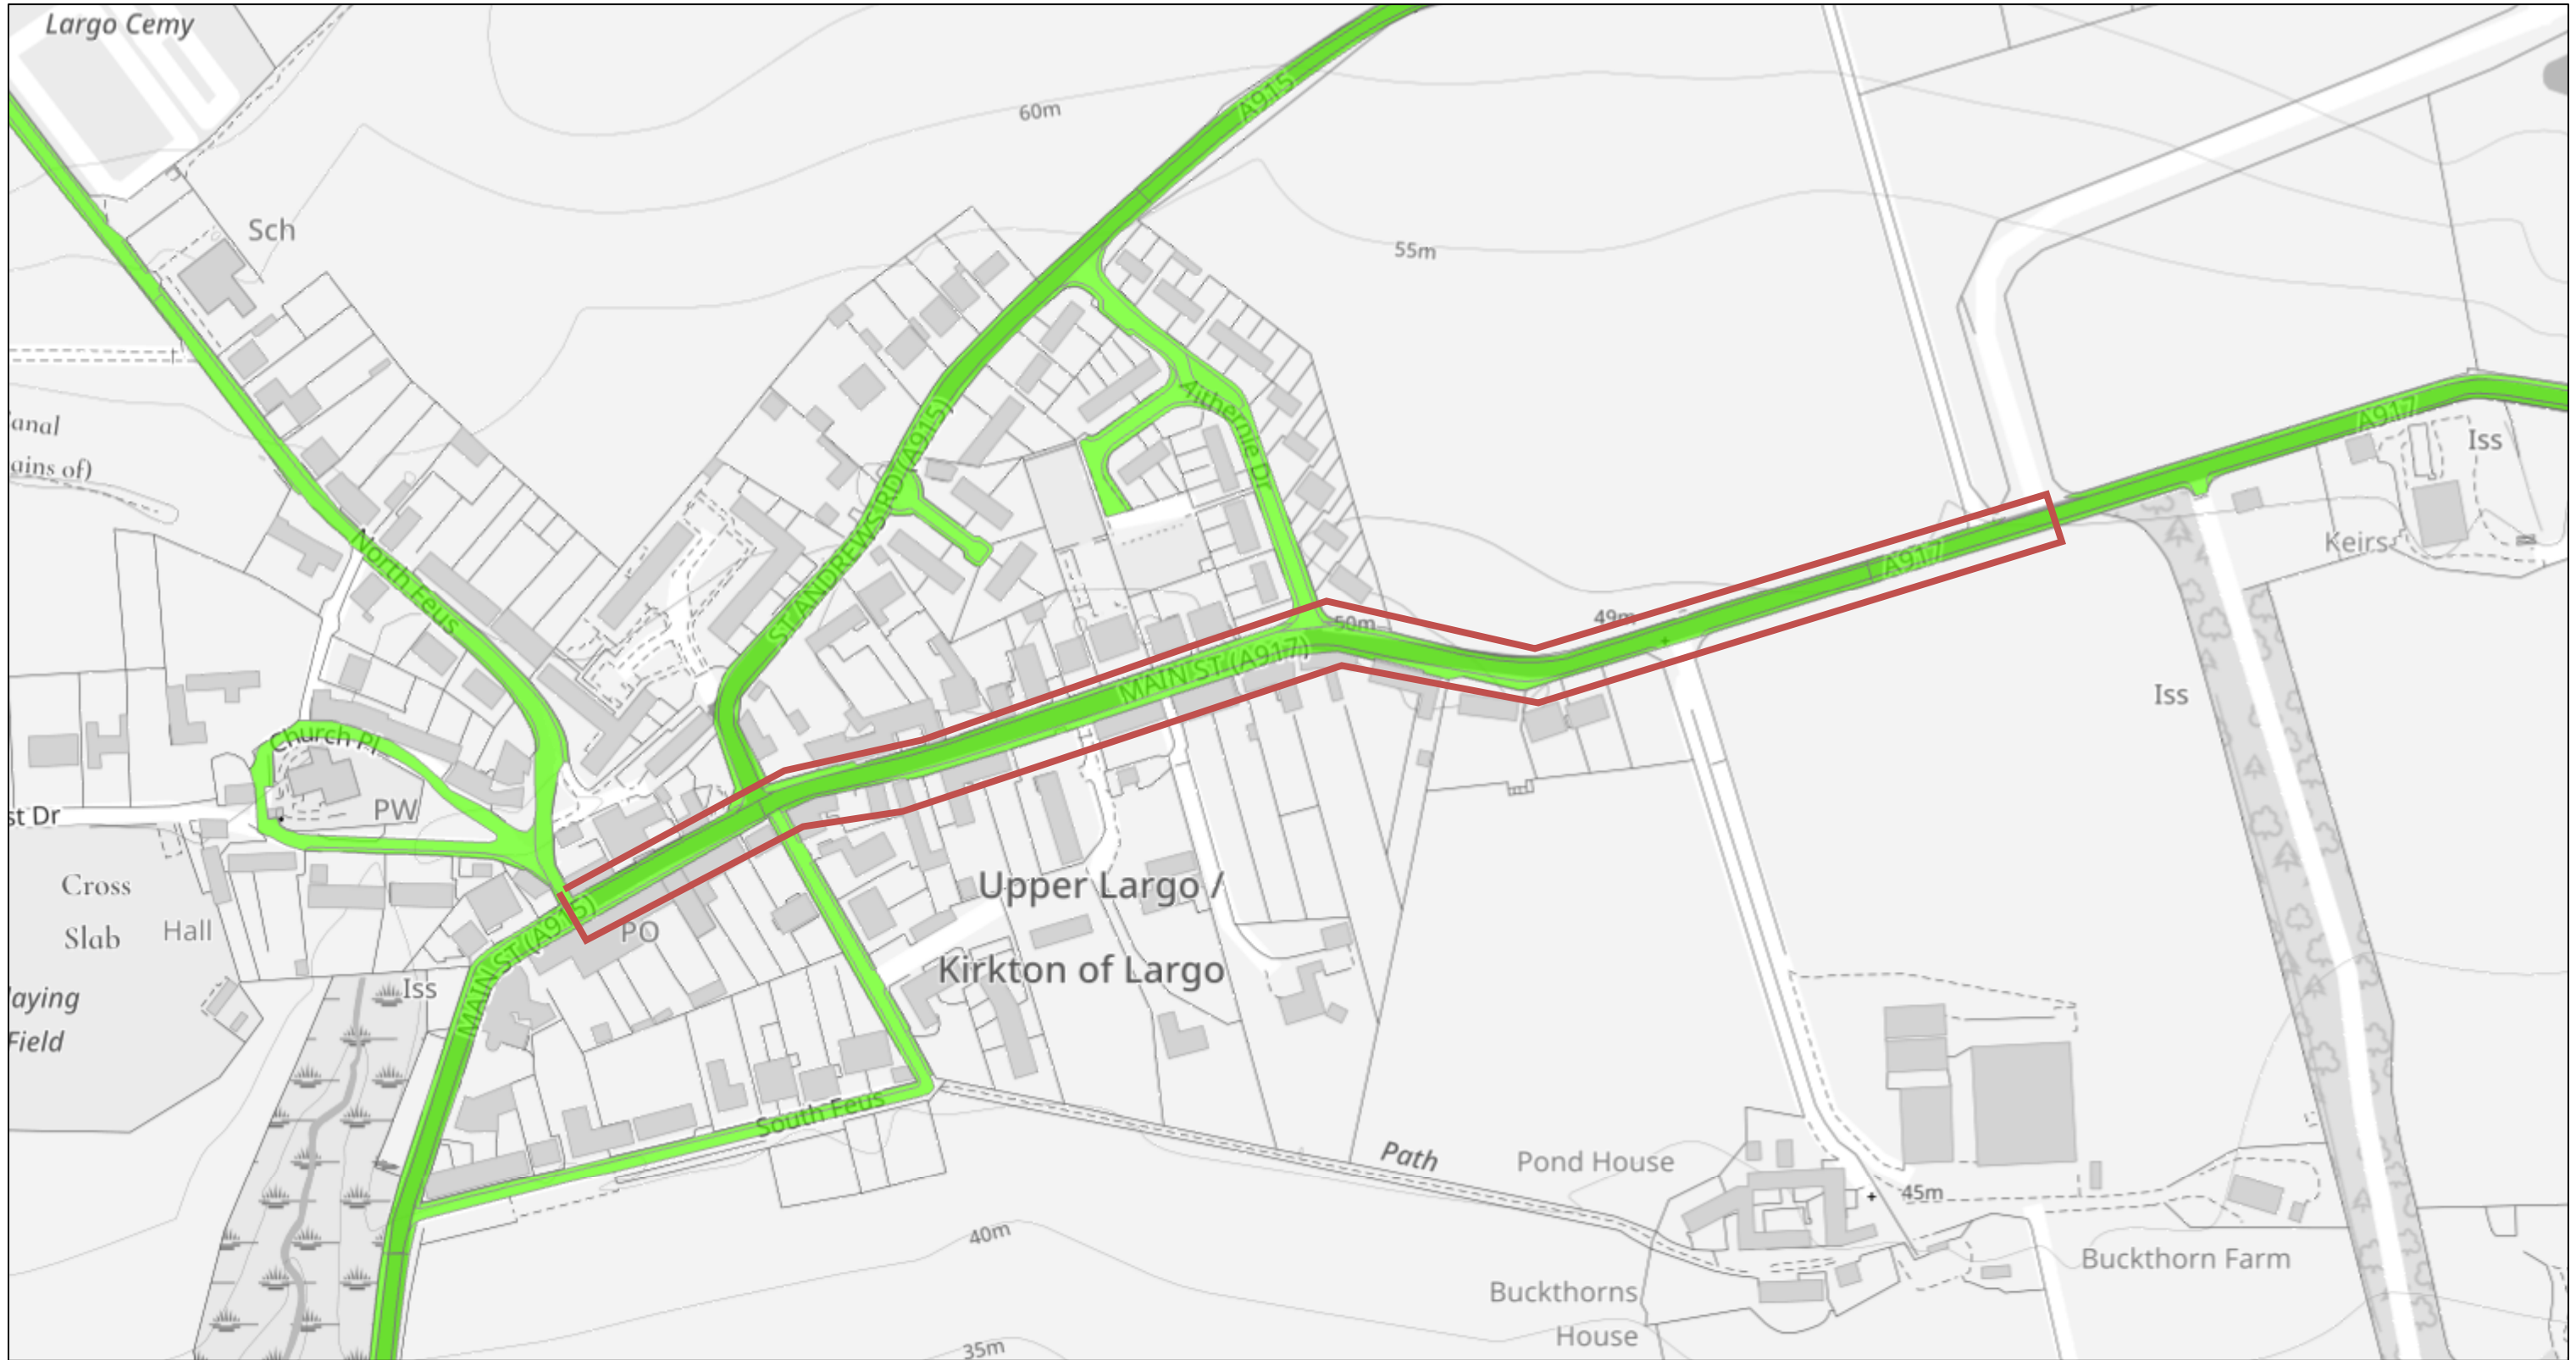 Largo Cemy
A915
60m
Sch
55m
A917
anal
ains of)
Aithernie Dr
ST ANDREWS RD (A915)
Iss
Keirs
North Feus
A917
49m
50m
MAIN ST (A917)
Iss
Church Pl
PW
st Dr
Cross
Slab
Hall
Upper Largo /
Kirkton of Largo
MAIN ST (A915)
PO
Iss
laying
Field
South Feus
Path
Pond House
45m
40m
Buckthorn Farm
Buckthorns
House
35m